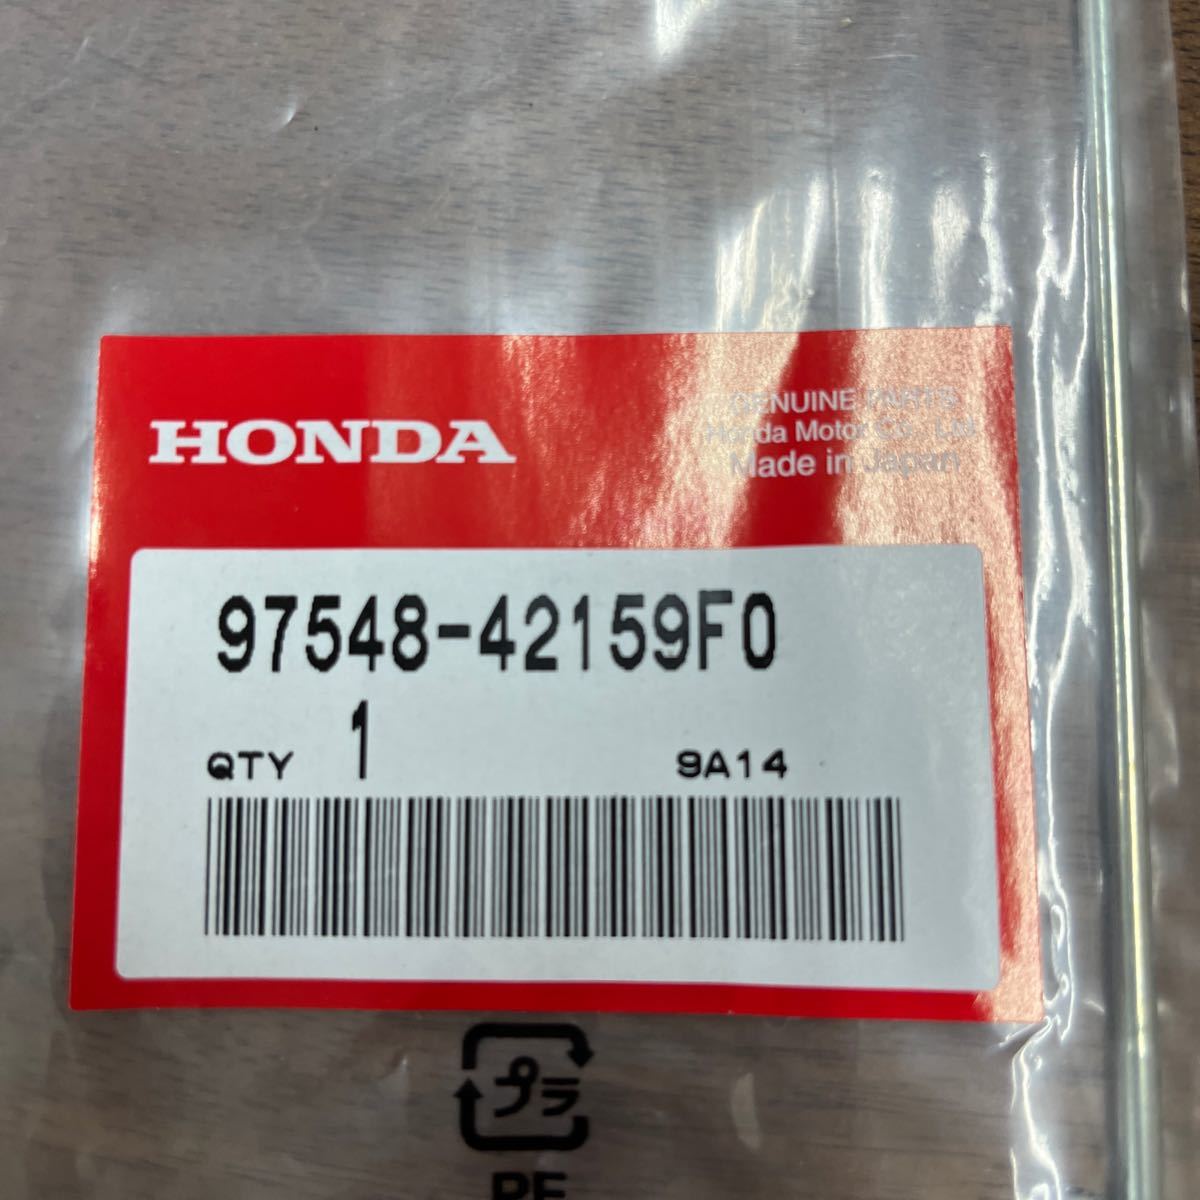 HONDA
GENUINE PARTS
Honda Motor Co., Ltd.
Made in Japan
97548-42159F0
QTY 1 9A14
プラ
PE